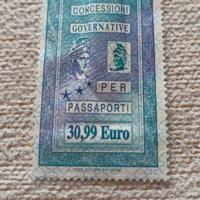 CONCESSIONI
GOVERNATIVE
PER
PASSAPORTI
30,99 Euro